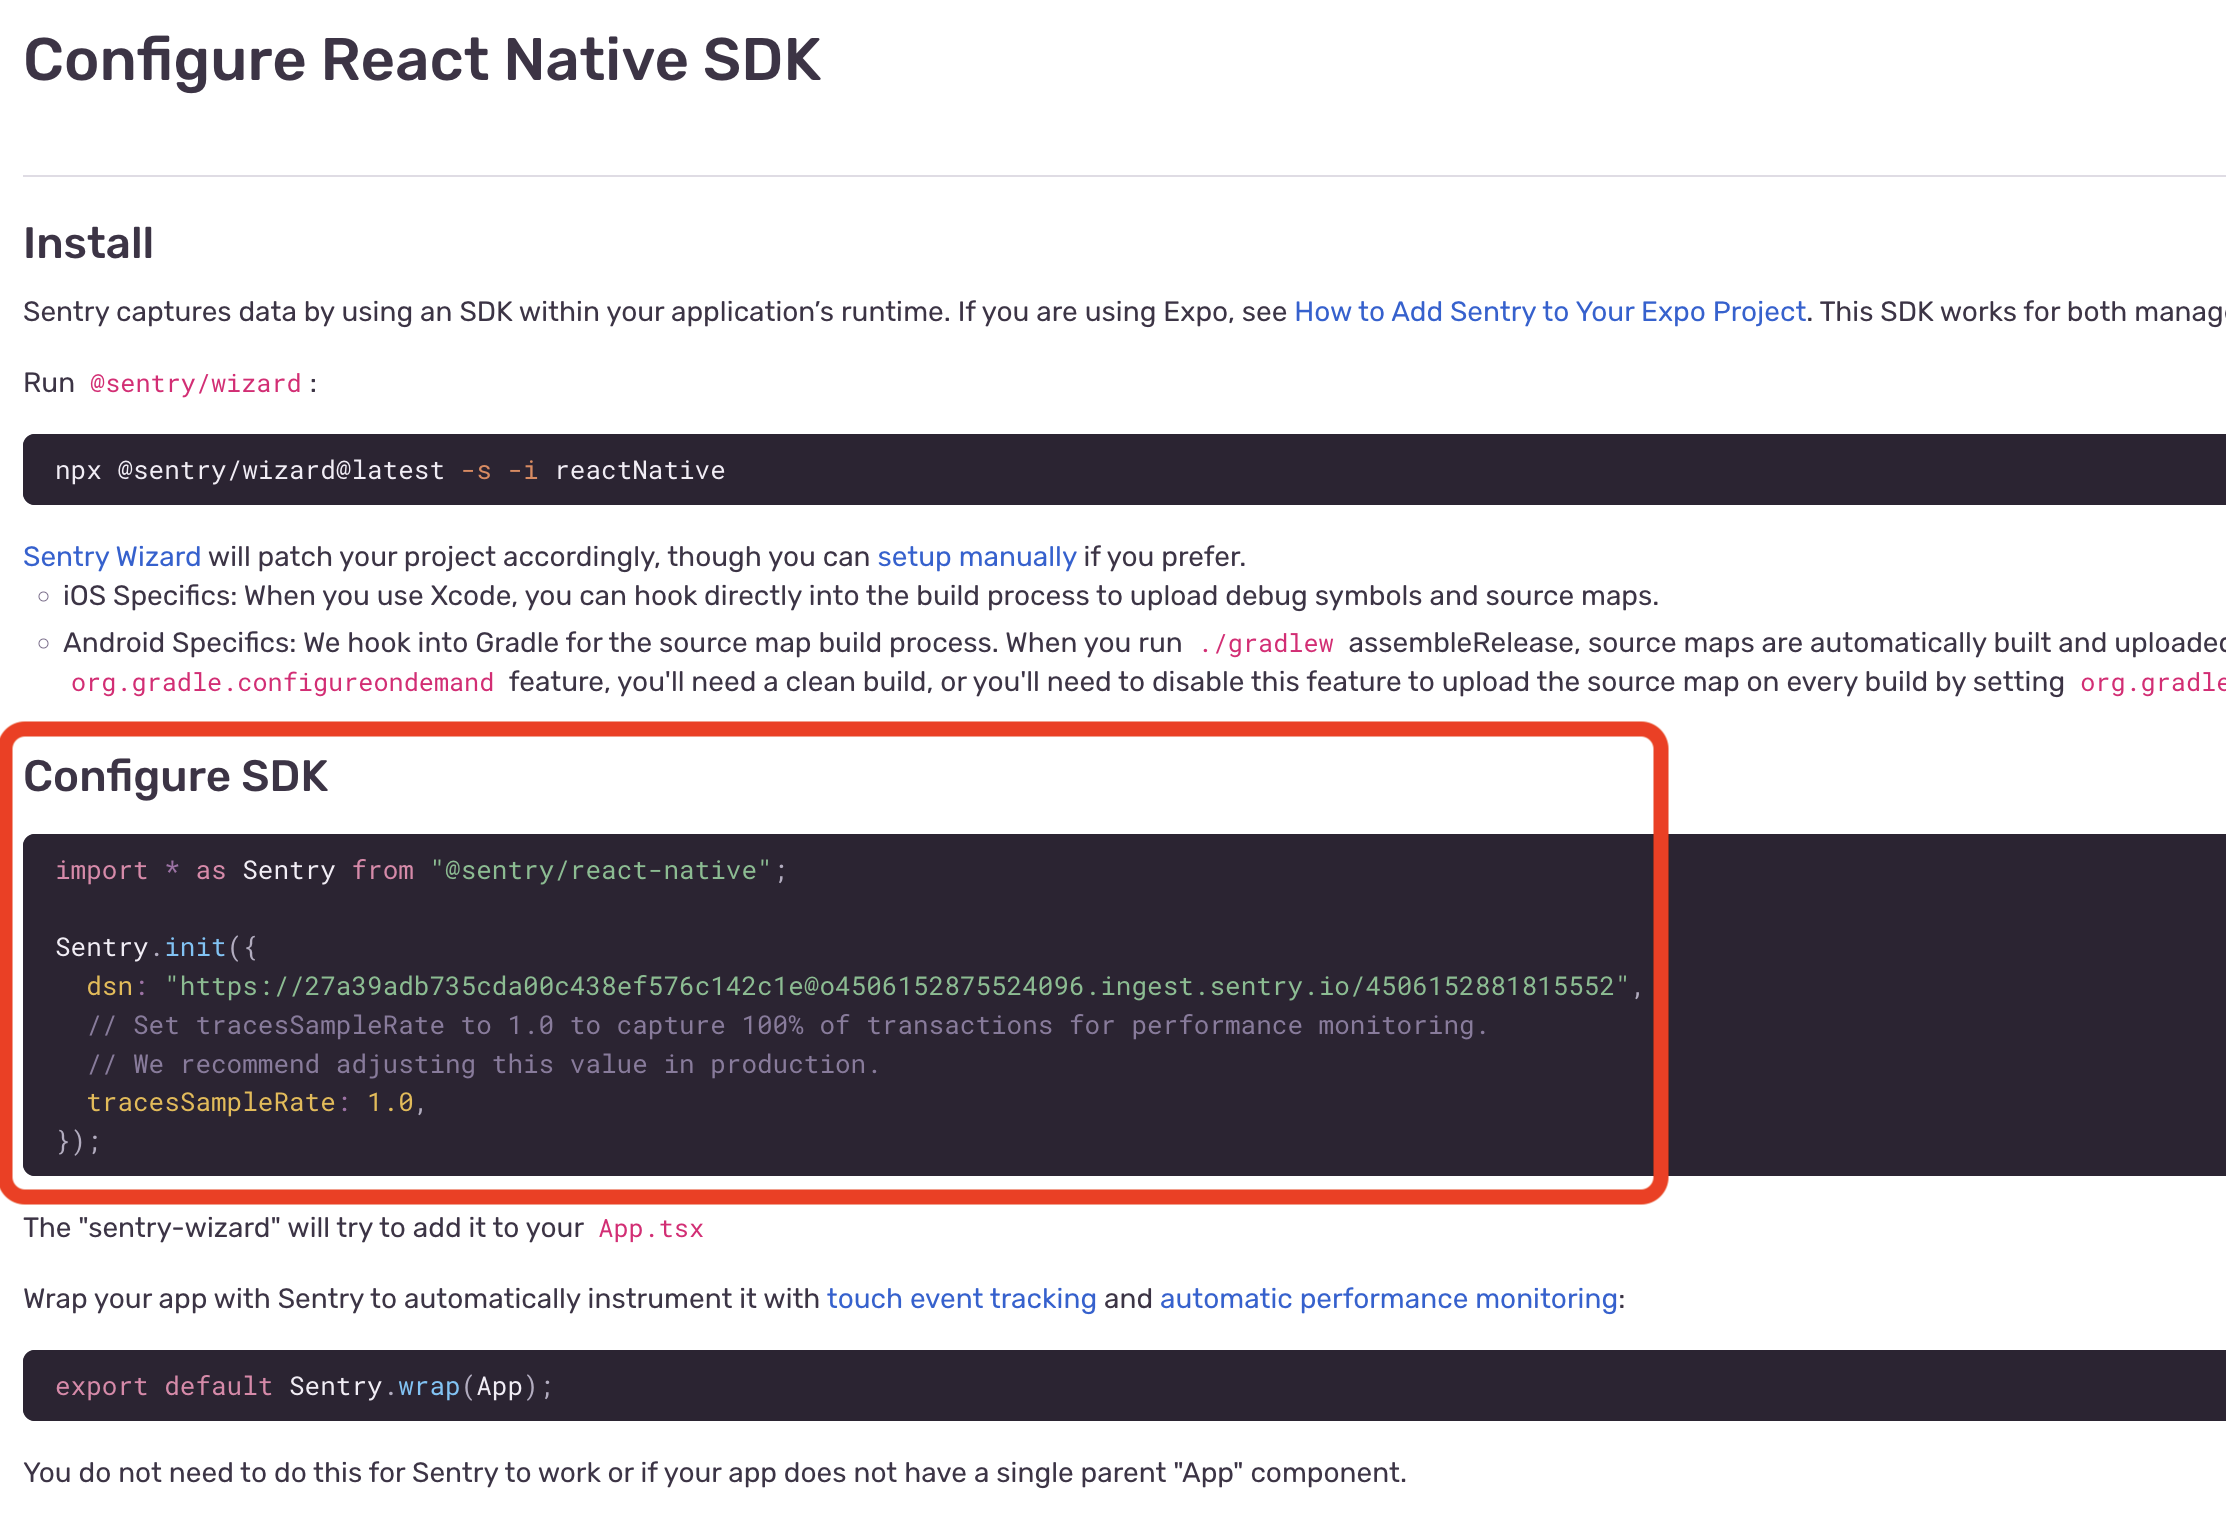 Configure React Native SDK
Install
Sentry captures data by using an SDK within your application’s runtime. If you are using Expo, see How to Add Sentry to Your Expo Project. This SDK works for both
Run @sentry/wizard :
npx @sentry/wizard@latest -s -i reactNative
Sentry Wizard will patch your project accordingly, though you can setup manually if you prefer.
iOS Specifics: When you use Xcode, you can hook directly into the build process to upload debug symbols and source maps.
Android Specifics: We hook into Gradle for the source map build process. When you run ./gradlew assembleRelease, source maps are automatically built and
org.gradle.configureondemand feature, you'll need a clean build, or you'll need to disable this feature to upload the source map on every build by setting
Configure SDK
import * as Sentry from "@sentry/react-native";
Sentry.init({
dsn: "https://27a39adb735cda00c438ef576c142c1e@o4506152875524096.ingest.sentry.io/4506152881815552",
// Set tracesSampleRate to 1.0 to capture 100% of transactions for performance monitoring.
// We recommend adjusting this value in production.
tracesSampleRate: 1.0,
});
The "sentry-wizard" will try to add it to your App.tsx
Wrap your app with Sentry to automatically instrument it with touch event tracking and automatic performance monitoring:
export default Sentry.wrap(App);
You do not need to do this for Sentry to work or if your app does not have a single parent "App" component.